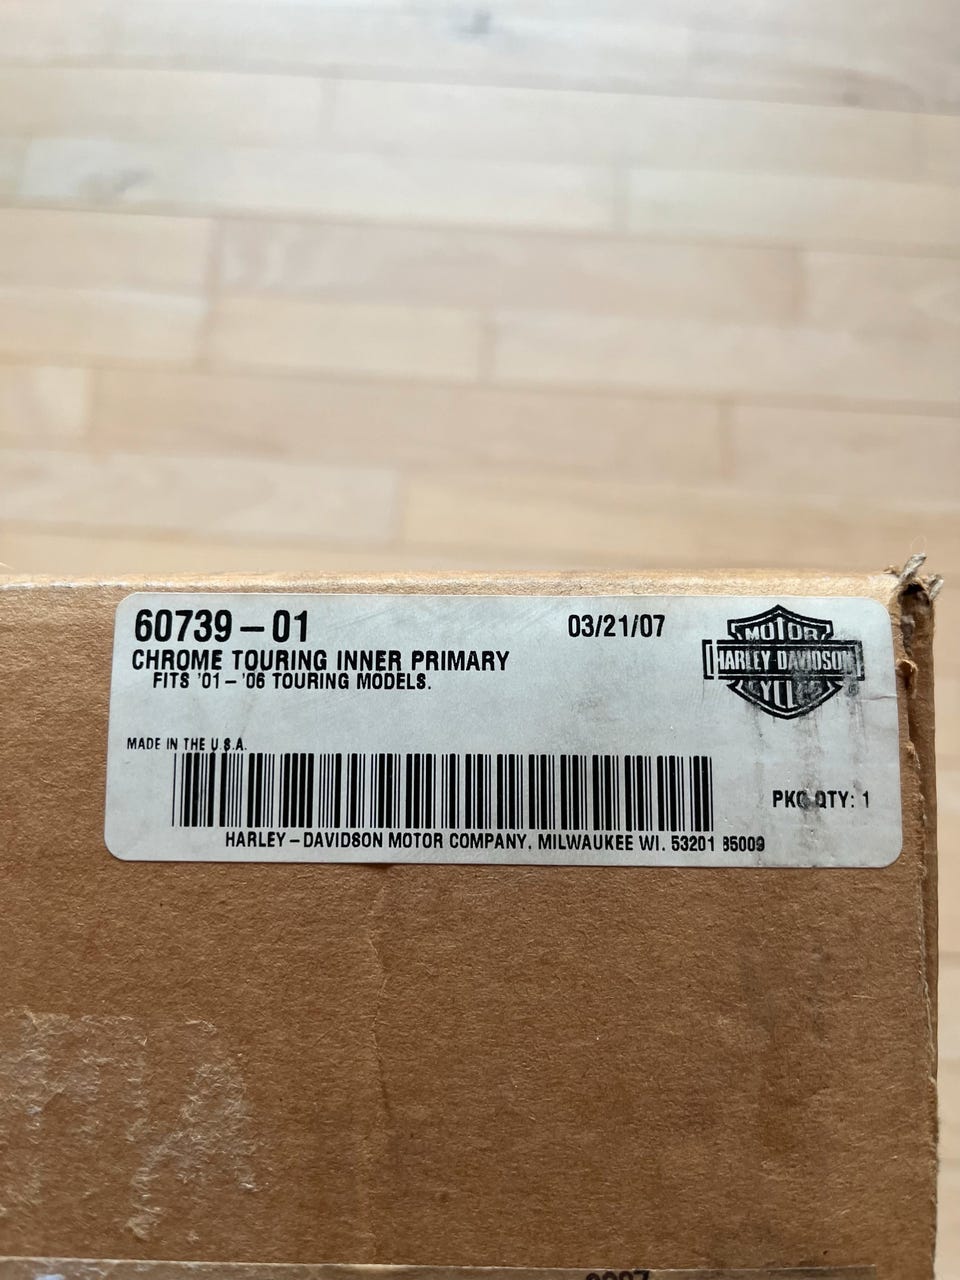 60739-01
03/21/07
CHROME TOURING INNER PRIMARY
FITS '01-'06 TOURING MODELS.
MOTOR
HARLEY-DAVIDSON
CYCLES
MADE IN THE U.S.A.
PKG QTY: 1
HARLEY-DAVIDSON MOTOR COMPANY, MILWAUKEE WI. 53201 85009